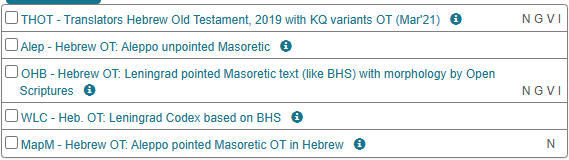 THOT - Translators Hebrew Old Testament, 2019 with KQ variants OT (Mar'21) N G V I
Alep - Hebrew OT: Aleppo unpointed Masoretic
OHB - Hebrew OT: Leningrad pointed Masoretic text (like BHS) with morphology by Open
Scriptures N G V I
WLC - Heb. OT: Leningrad Codex based on BHS
MapM - Hebrew OT: Aleppo pointed Masoretic OT in Hebrew N